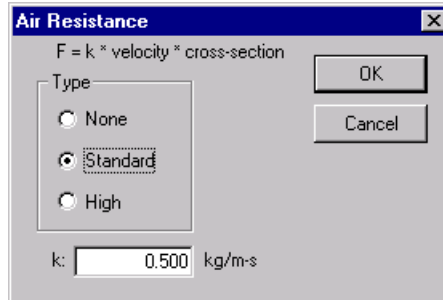 Air Resistance
F = k * velocity * cross-section
Type
None
Standard
High
OK
Cancel
k: 0.500 kg/m-s